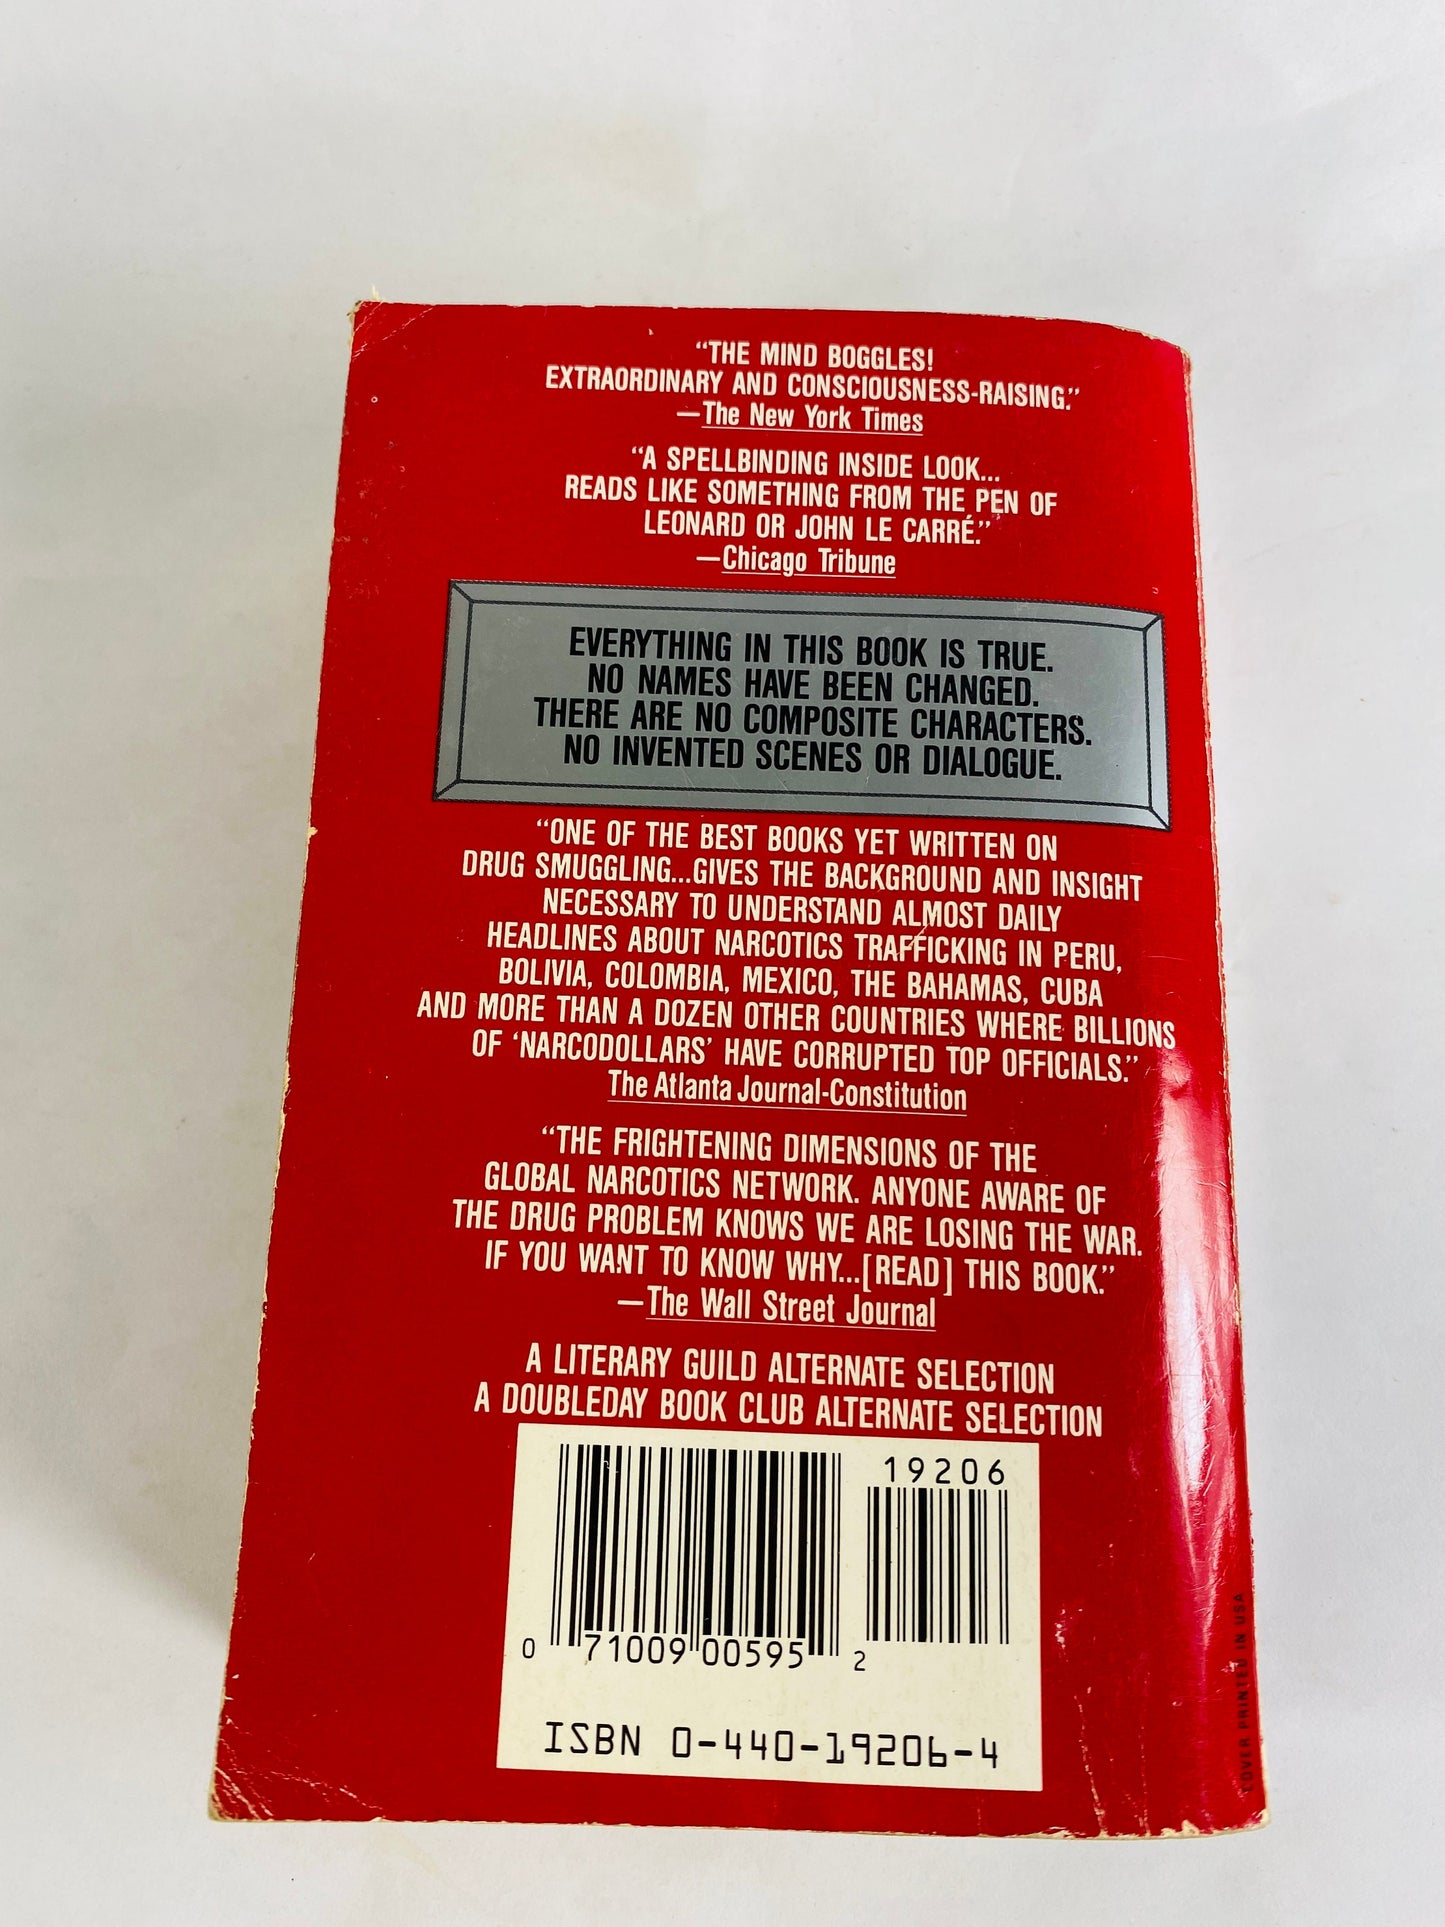 “THE MIND BOGGLES!
EXTRAORDINARY AND CONSCIOUSNESS-RAISING.”
—The New York Times
“A SPELLBINDING INSIDE LOOK...
READS LIKE SOMETHING FROM THE PEN OF
LEONARD OR JOHN LE CARRÉ.”
—Chicago Tribune
EVERYTHING IN THIS BOOK IS TRUE.
NO NAMES HAVE BEEN CHANGED.
THERE ARE NO COMPOSITE CHARACTERS.
NO INVENTED SCENES OR DIALOGUE.
“ONE OF THE BEST BOOKS YET WRITTEN ON
DRUG SMUGGLING...GIVES THE BACKGROUND AND INSIGHT
NECESSARY TO UNDERSTAND ALMOST DAILY
HEADLINES ABOUT NARCOTICS TRAFFICKING IN PERU,
BOLIVIA, COLOMBIA, MEXICO, THE BAHAMAS, CUBA
AND MORE THAN A DOZEN OTHER COUNTRIES WHERE BILLIONS
OF ‘NARCODOLLARS’ HAVE CORRUPTED TOP OFFICIALS.”
The Atlanta Journal-Constitution
“THE FRIGHTENING DIMENSIONS OF THE
GLOBAL NARCOTICS NETWORK. ANYONE AWARE OF
THE DRUG PROBLEM KNOWS WE ARE LOSING THE WAR.
IF YOU WANT TO KNOW WHY...[READ] THIS BOOK.”
—The Wall Street Journal
A LITERARY GUILD ALTERNATE SELECTION
A DOUBLEDAY BOOK CLUB ALTERNATE SELECTION
19206
0 71009 00595 2
ISBN 0-440-19206-4
COVER PRINTED IN USA